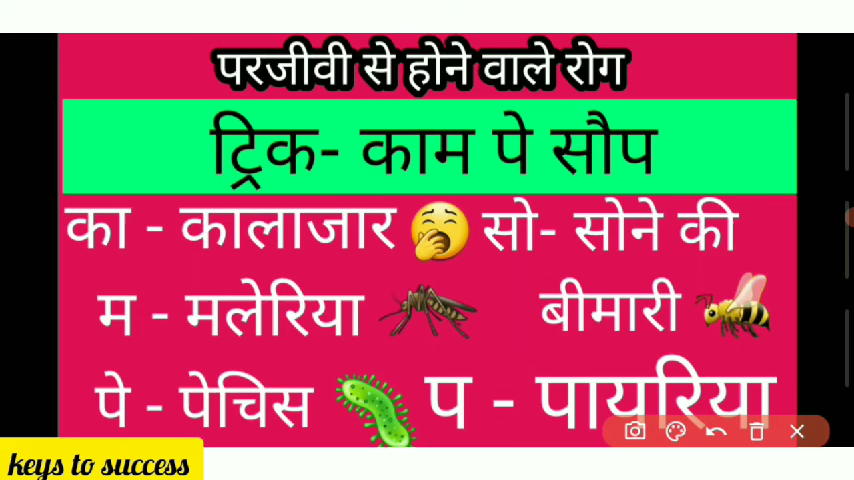 परजीवी से होने वाले रोग
ट्रिक- काम पे सौप
का - कालाजार
म - मलेरिया
पे - पेचिस
सो- सोने की
बीमारी
प - पायरिया
keys to success